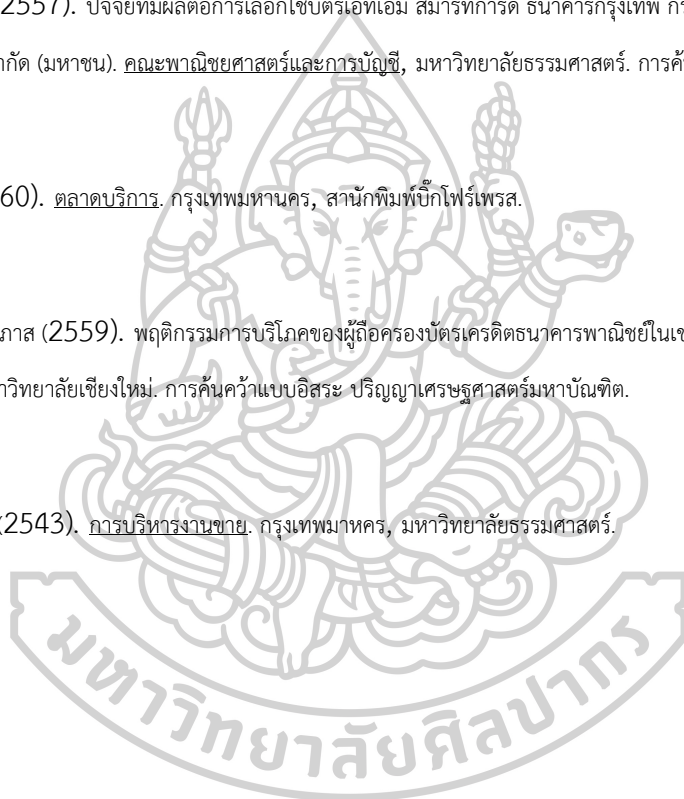 2557). ปัจจัยที่มีผลต่อการเลือกใช้บัตรเอทีเอ็ม สมาร์ทการ์ด ธนาคารกรุงเทพ
จำกัด (มหาชน). คณะพาณิชยศาสตร์และการบัญชี, มหาวิทยาลัยธรรมศาสตร์.
60). ตลาดบริการ. กรุงเทพมหานคร, สานักพิมพ์บิ๊กโฟร์เพรส.
ภาส (2559). พฤติกรรมการบริโภคของผู้ถือครองบัตรเครดิตธนาคารพาณิชย์ใน
าวิทยาลัยเชียงใหม่. การค้นคว้าแบบอิสระ ปริญญาเศรษฐศาสตร์มหาบัณฑิต.
(2543). การบริหารงานขาย. กรุงเทพมาหคร, มหาวิทยาลัยธรรมศาสตร์.
มหาวิทยาลัยศิลปากร